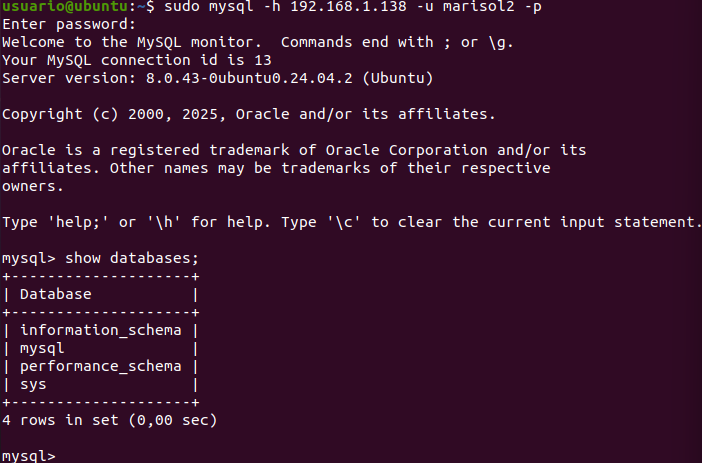 usuario@ubuntu:~$ sudo mysql -h 192.168.1.138 -u marisol2 -p
Enter password:
Welcome to the MySQL monitor.  Commands end with ; or \g.
Your MySQL connection id is 13
Server version: 8.0.43-0ubuntu0.24.04.2 (Ubuntu)

Copyright (c) 2000, 2025, Oracle and/or its affiliates.

Oracle is a registered trademark of Oracle Corporation and/or its
affiliates. Other names may be trademarks of their respective
owners.

Type 'help;' or '\h' for help. Type '\c' to clear the current input statement.

mysql> show databases;
+--------------------+
| Database           |
+--------------------+
| information_schema |
| mysql              |
| performance_schema |
| sys                |
+--------------------+
4 rows in set (0,00 sec)

mysql>